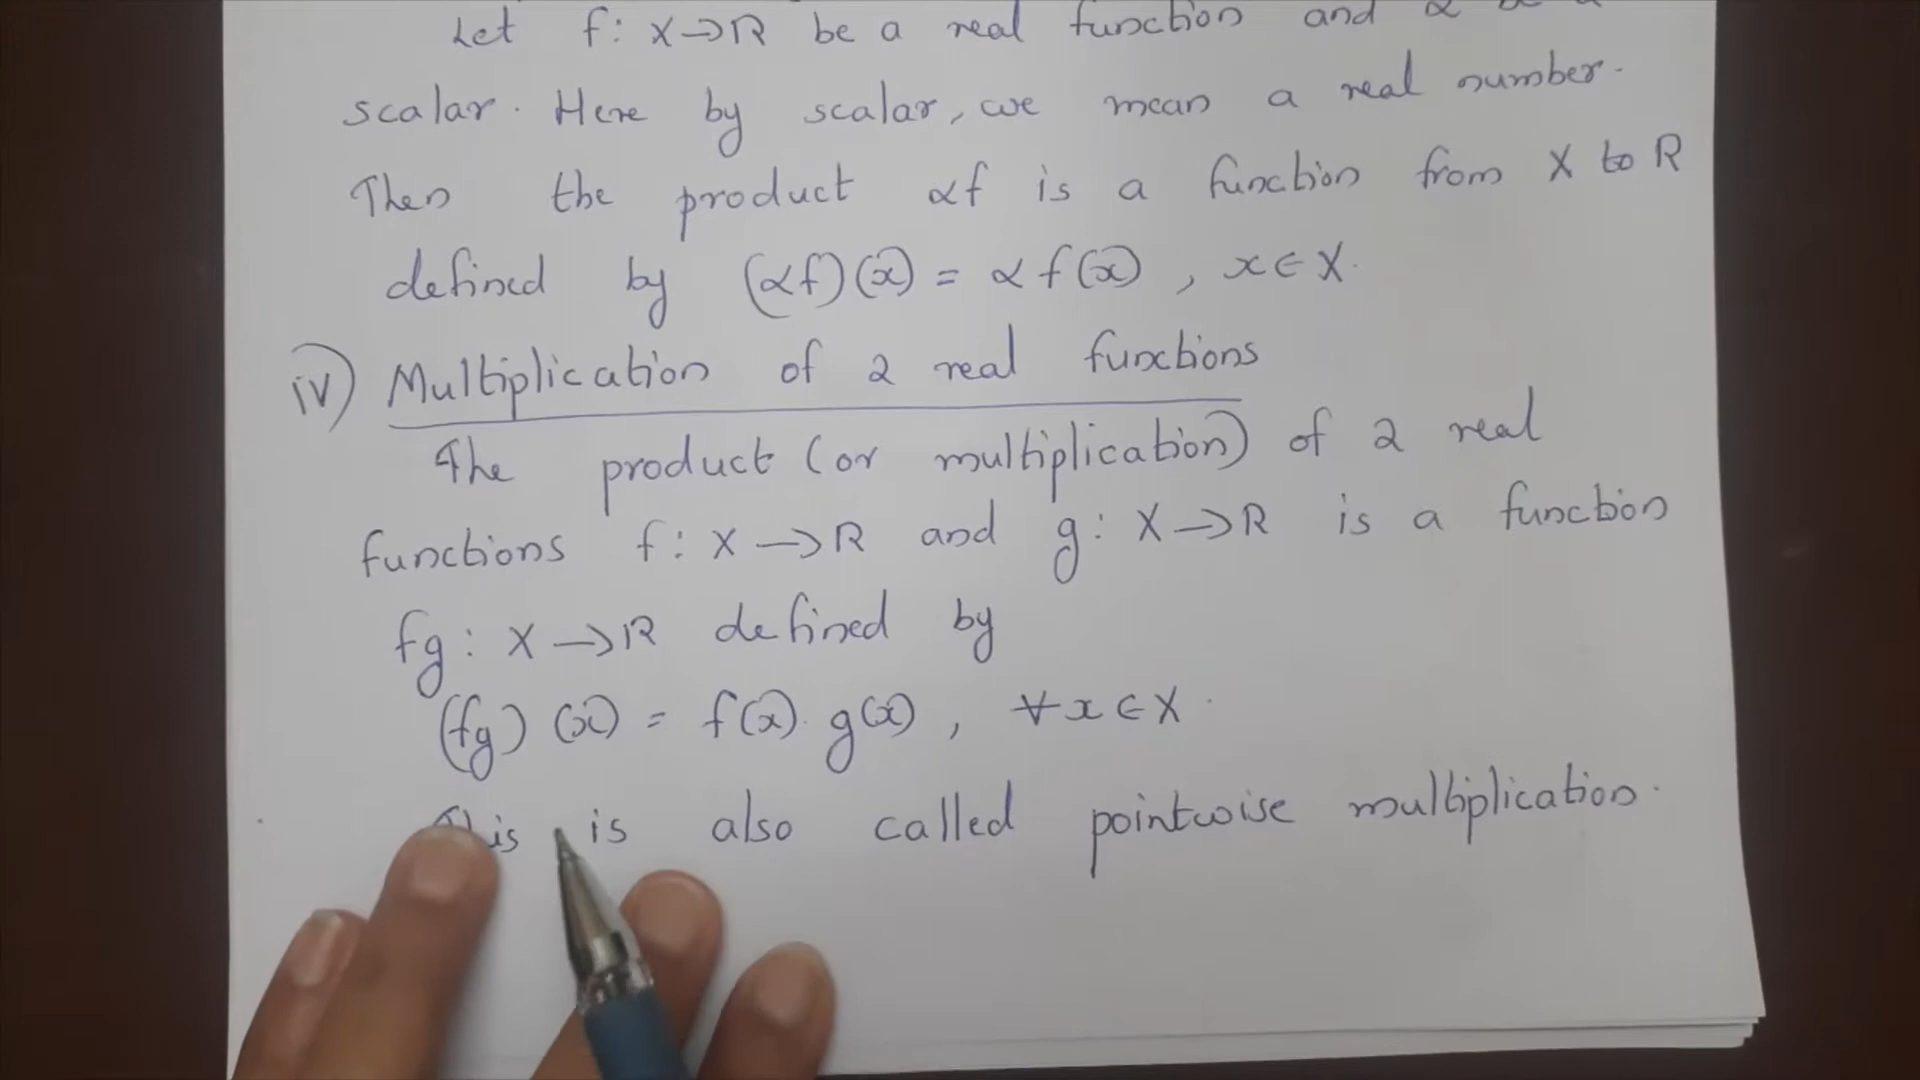 Let f: X→R be a real function and α
scalar. Here by scalar, we mean a real number.
Then the product αf is a function from X to R
defined by (αf)(x) = α f(x), x∈X.
iv) Multiplication of 2 real functions
The product (or multiplication) of 2 real
functions f: X→R and g: X→R is a function
fg: X→R defined by
(fg)(x) = f(x). g(x), ∀x∈X.
This is also called pointwise multiplication.